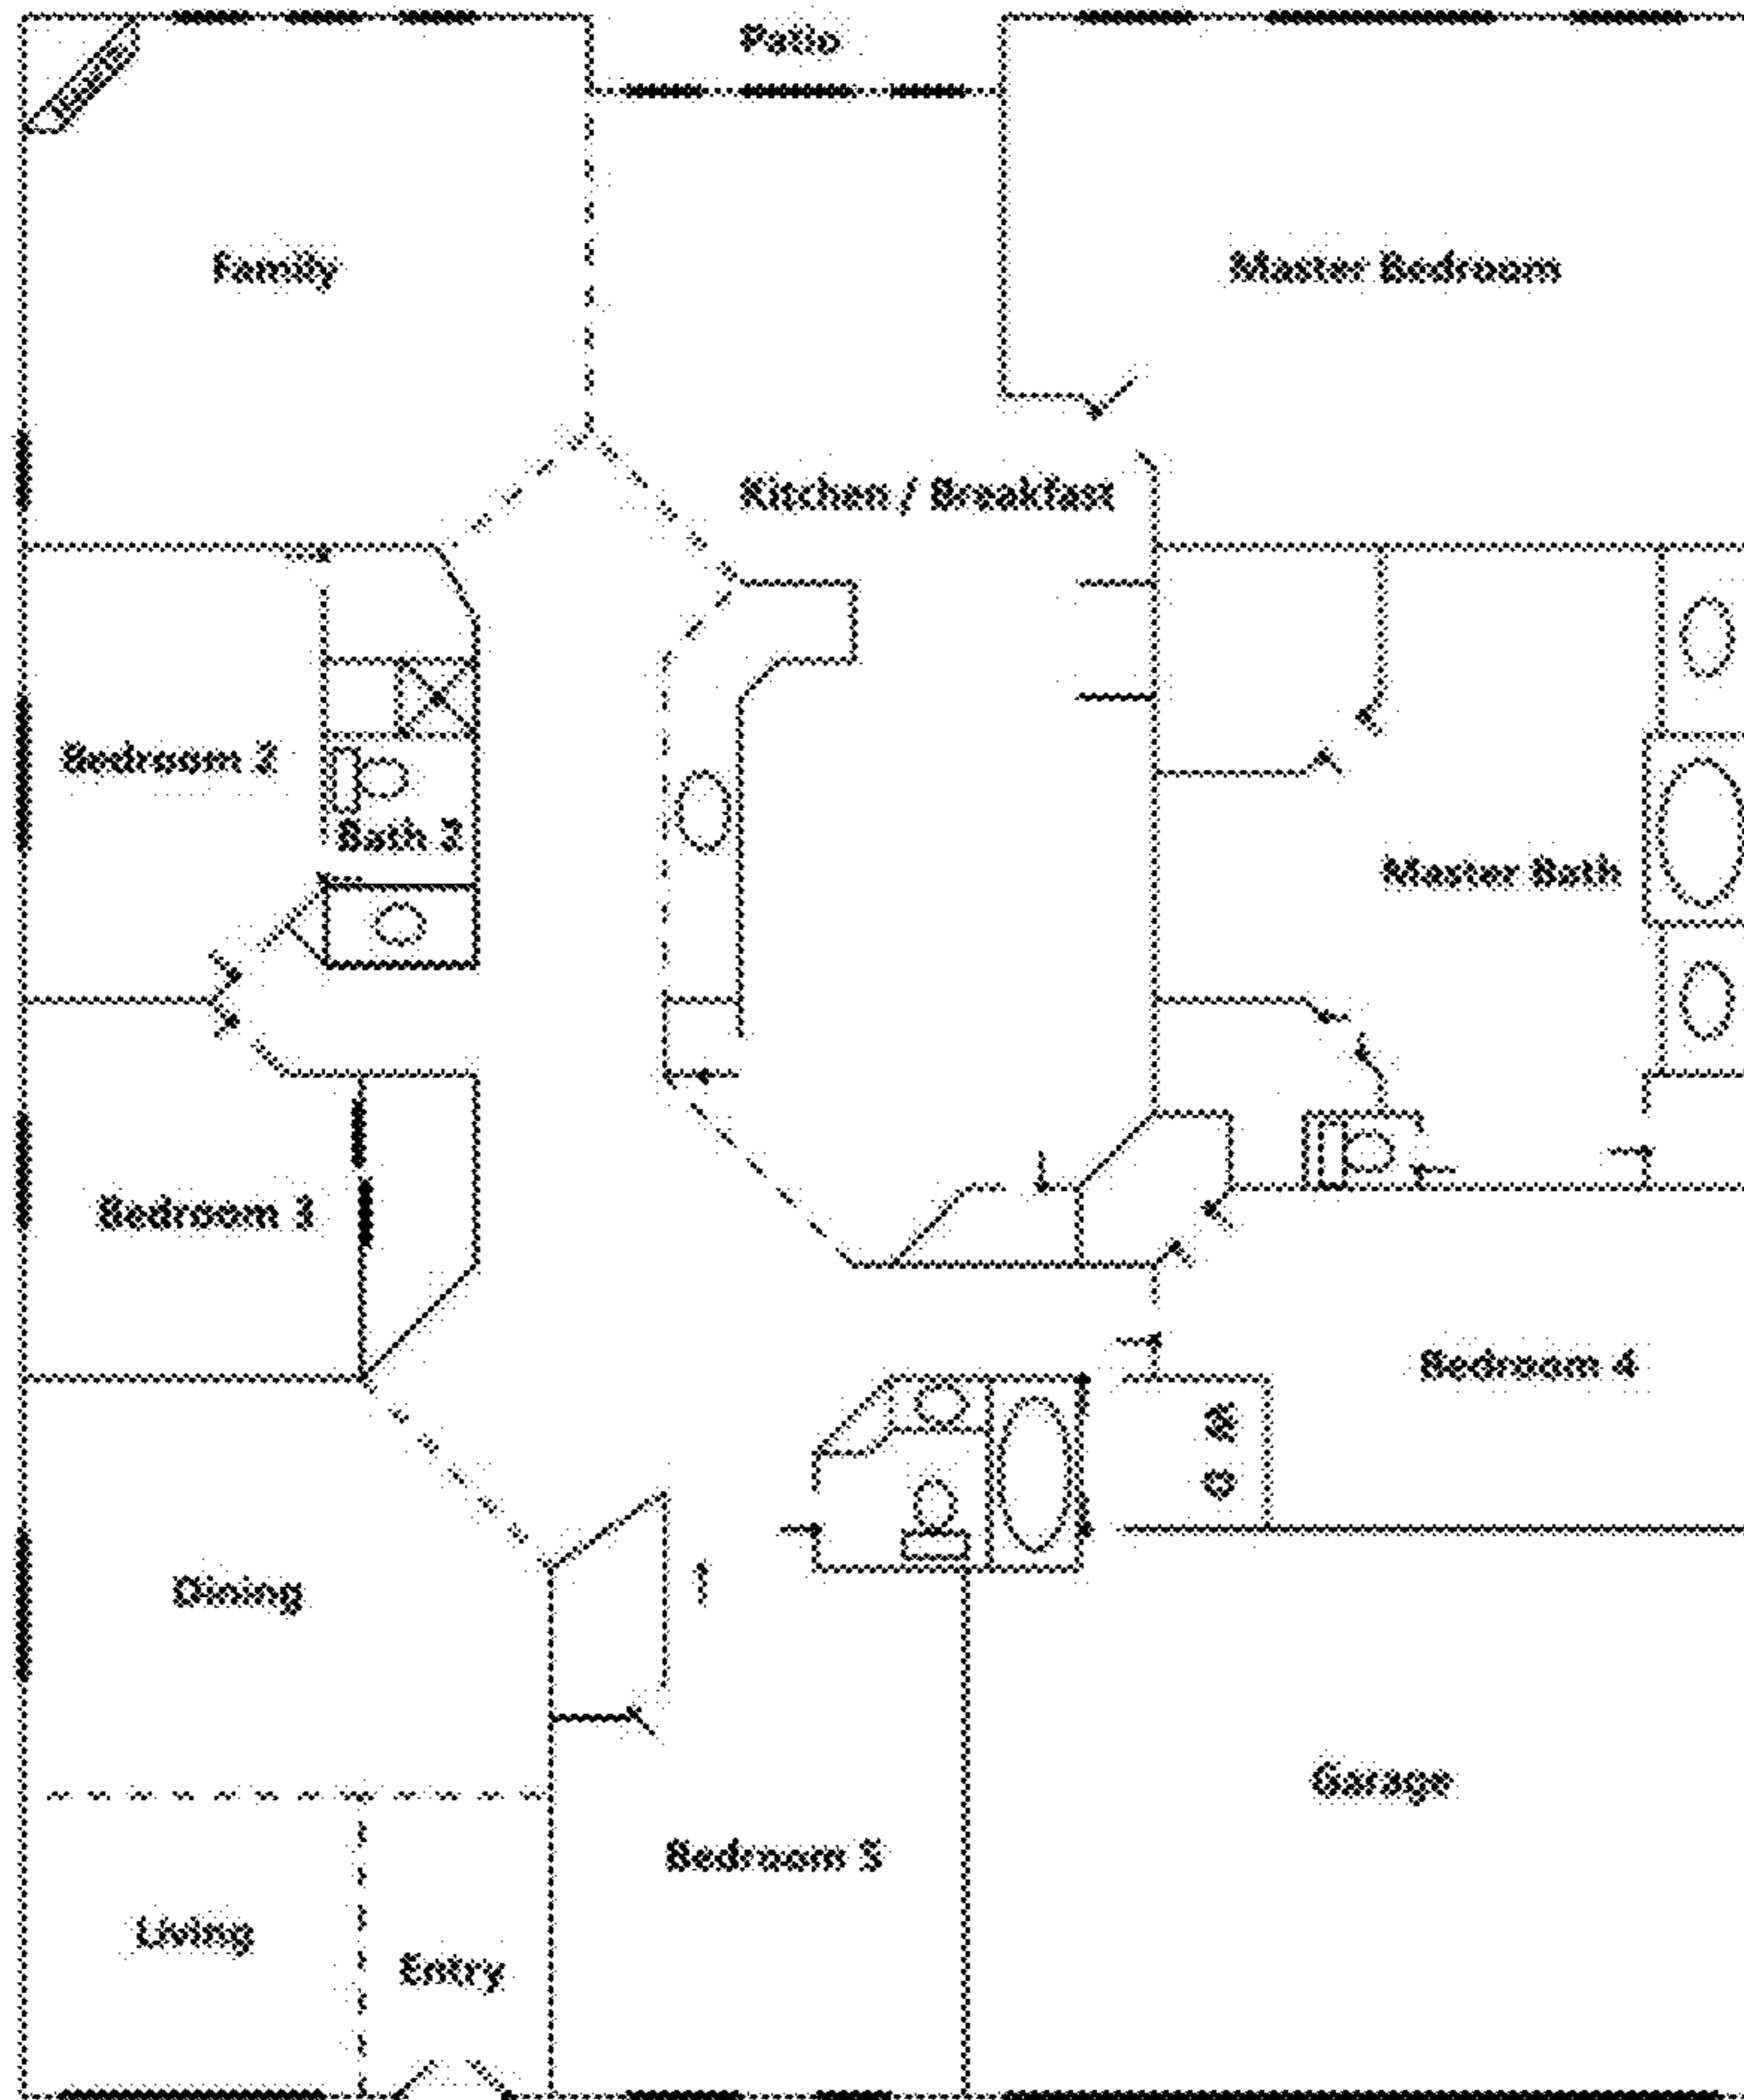 Patio
Family
Master Bedroom
Kitchen / Breakfast
Bedroom 2
Bath 3
Master Bath
Bedroom 3
Bedroom 4
Dining
Garage
Bedroom 5
Living
Entry